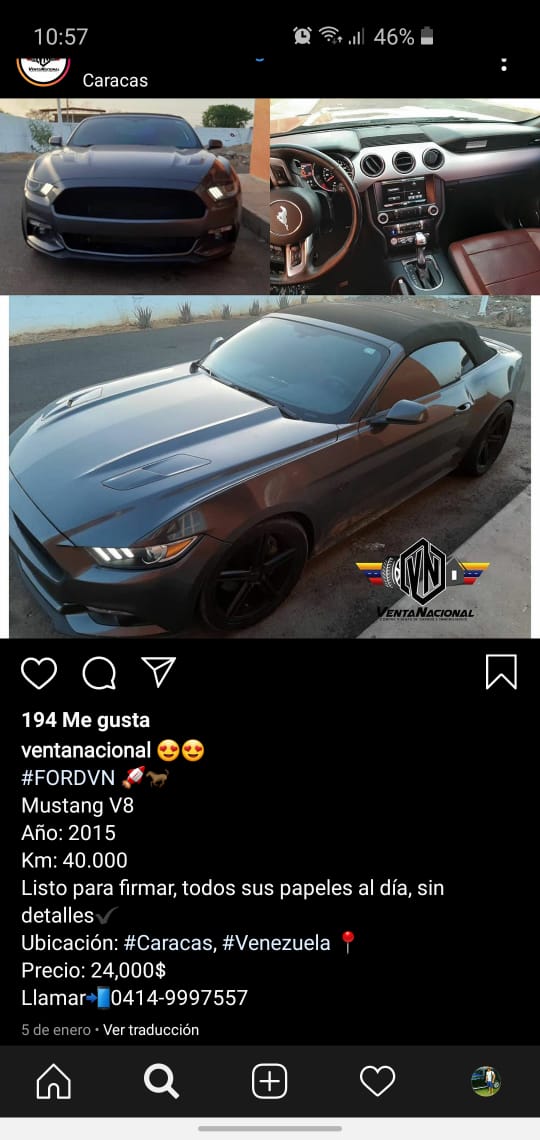 10:57
46%
VENTANACIONAL
Caracas
VN
VENTANACIONAL
194 Me gusta
ventanacional 😍😍
#FORDVN 🚀🐎
Mustang V8
Año: 2015
Km: 40.000
Listo para firmar, todos sus papeles al día, sin
detalles✔
Ubicación: #Caracas, #Venezuela 📍
Precio: 24,000$
Llamar📲0414-9997557
5 de enero • Ver traducción